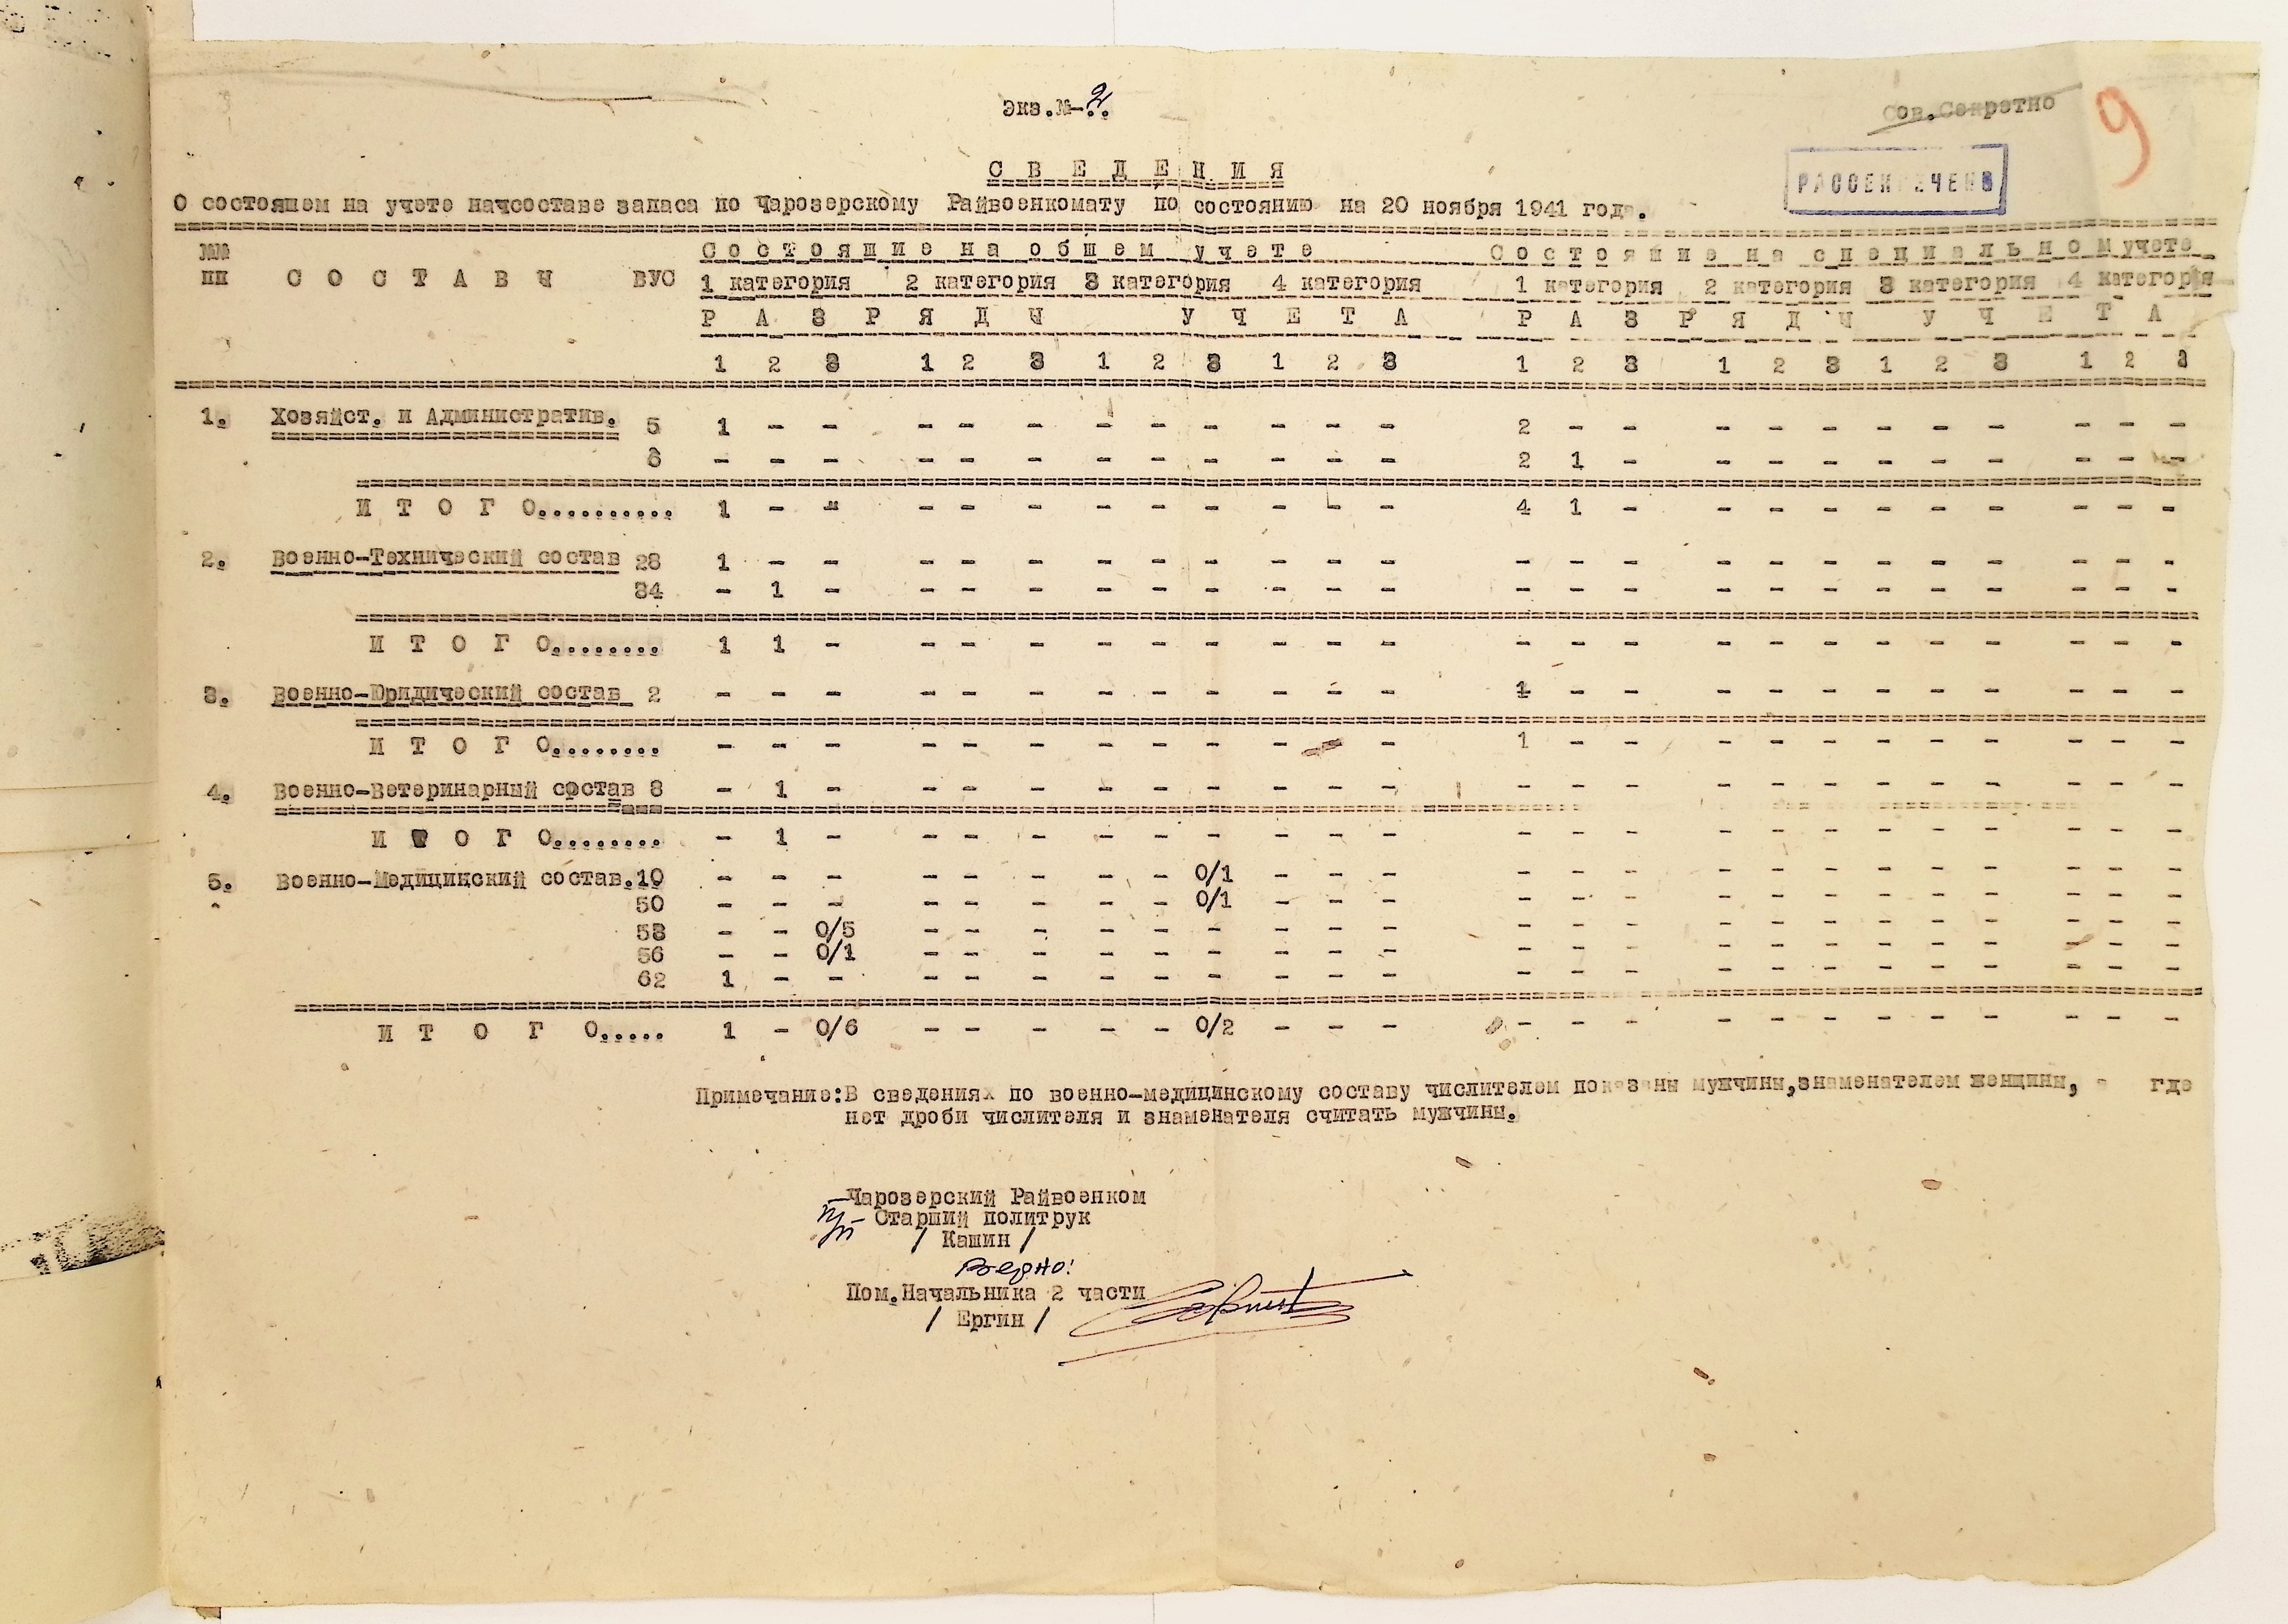 Экз.№-2.
Сов.Секретно
9
РАССЕКРЕЧЕНО
С В Е Д Е Н И Я
О состоящем на учете начсоставе запаса по Чарозерскому Райвоенкомату по состоянию на 20 ноября 1941 года.
№№ Состоящие на общем учете Состоящие на специальном учете
пп С О С Т А В Ы ВУС 1 категория 2 категория 3 категория 4 категория 1 категория 2 категория 3 категория 4 категория
Р А З Р Я Д Ы У Ч Е Т А Р А З Р Я Д Ы У Ч Е Т А
1 2 3 1 2 3 1 2 3 1 2 3 1 2 3 1 2 3 1 2 3 1 2 3
1. Хозяйст. и Административ. 5 1 - - - - - - - - - - - 2 - - - - - - - - - - -
6 - - - - - - - - - - - - 2 1 - - - - - - - - - -
И Т О Г О.......... 1 - - - - - - - - - - - 4 1 - - - - - - - - - -
2. Военно-Технический состав 28 1 - - - - - - - - - - - - - - - - - - - - - - -
34 - 1 - - - - - - - - - - - - - - - - - - - - - -
И Т О Г О........ 1 1 - - - - - - - - - - - - - - - - - - - - - -
3. Военно-Юридический состав 2 - - - - - - - - - - - - 1 - - - - - - - - - - -
И Т О Г О........ - - - - - - - - - - - - 1 - - - - - - - - - - -
4. Военно-Ветеринарный состав 3 - 1 - - - - - - - - - - - - - - - - - - - - - -
И Т О Г О........ - 1 - - - - - - - - - - - - - - - - - - - - - -
5. Военно-Медицинский состав.10 - - - - - - - - 0/1 - - - - - - - - - - - - - - -
50 - - - - - - - - 0/1 - - - - - - - - - - - - - - -
53 - - 0/5 - - - - - - - - - - - - - - - - - - - - -
56 - - 0/1 - - - - - - - - - - - - - - - - - - - - -
62 1 - - - - - - - - - - - - - - - - - - - - - - -
И Т О Г О..... 1 - 0/6 - - - - - 0/2 - - - - - - - - - - - - - - -
Примечание:В сведениях по военно-медицинскому составу числителем показаны мужчины,знаменателем женщины, а где
нет дроби числителя и знаменателя считать мужчины.
Чарозерский Райвоенком
п/п Старший политрук
/ Кашин /
Верно:
Пом.Начальника 2 части
/ Ергин /